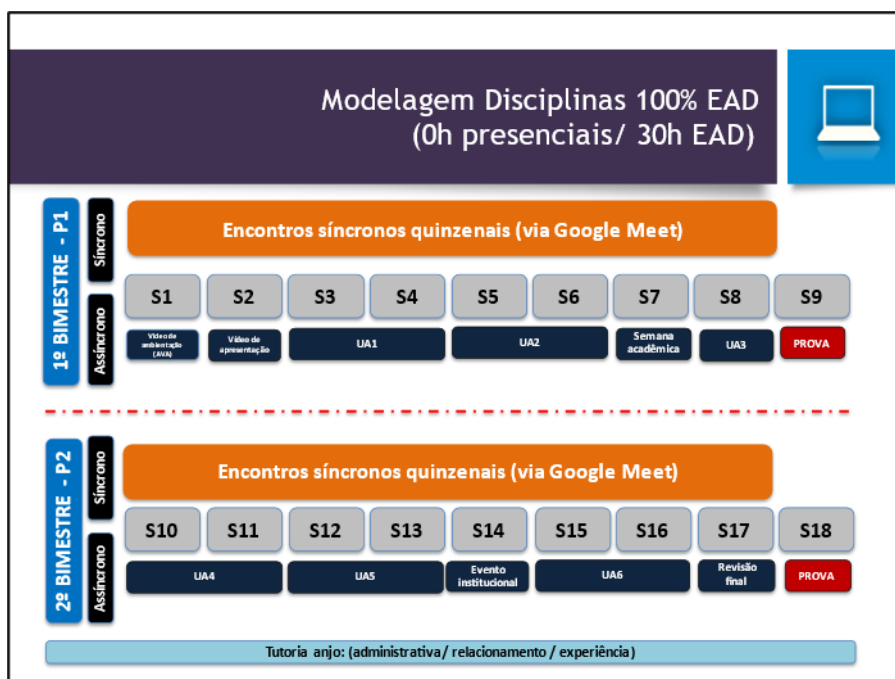 Modelagem Disciplinas 100% EAD
(0h presenciais/ 30h EAD)
1º BIMESTRE - P1
Síncrono
Assíncrono
Encontros síncronos quinzenais (via Google Meet)
S1 S2 S3 S4 S5 S6 S7 S8 S9
Vídeo de
ambientação
(AVA)
Vídeo de
apresentação
UA1
UA2
Semana
acadêmica
UA3
PROVA
2º BIMESTRE - P2
Síncrono
Assíncrono
Encontros síncronos quinzenais (via Google Meet)
S10 S11 S12 S13 S14 S15 S16 S17 S18
UA4
UA5
Evento
institucional
UA6
Revisão
final
PROVA
Tutoria anjo: (administrativa/ relacionamento / experiência)